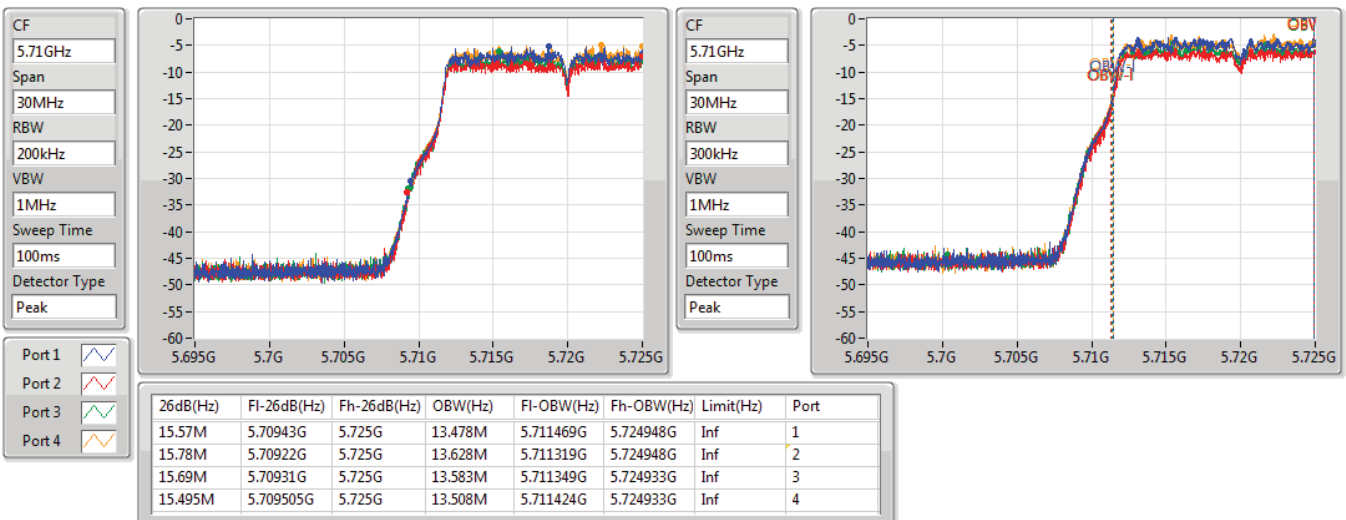 CF
5.71GHz
Span
30MHz
RBW
200kHz
VBW
1MHz
Sweep Time
100ms
Detector Type
Peak
0
-5
-10
-15
-20
-25
-30
-35
-40
-45
-50
-55
-60
5.695G 5.7G 5.705G 5.71G 5.715G 5.72G 5.725G
CF
5.71GHz
Span
30MHz
RBW
300kHz
VBW
1MHz
Sweep Time
100ms
Detector Type
Peak
0
-5
-10
-15
-20
-25
-30
-35
-40
-45
-50
-55
-60
OBW-l
5.695G 5.7G 5.705G 5.71G 5.715G 5.72G 5.725G
Port 1
Port 2
Port 3
Port 4
26dB(Hz) Fl-26dB(Hz) Fh-26dB(Hz) OBW(Hz) Fl-OBW(Hz) Fh-OBW(Hz) Limit(Hz) Port
15.57M 5.70943G 5.725G 13.478M 5.711469G 5.724948G Inf 1
15.78M 5.70922G 5.725G 13.628M 5.711319G 5.724948G Inf 2
15.69M 5.70931G 5.725G 13.583M 5.711349G 5.724933G Inf 3
15.495M 5.709505G 5.725G 13.508M 5.711424G 5.724933G Inf 4